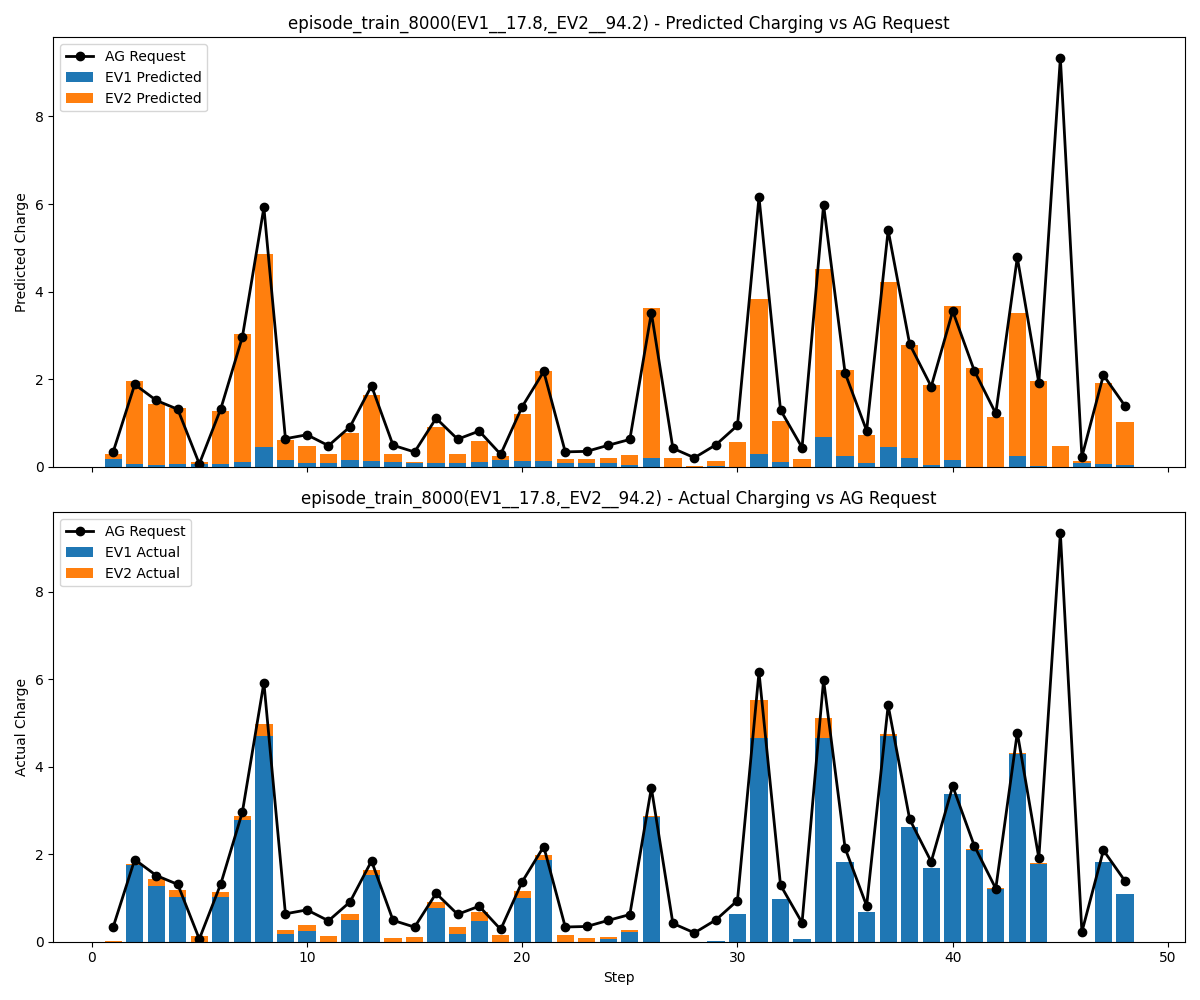 episode_train_8000(EV1__17.8,_EV2__94.2) - Predicted Charging vs AG Request
AG Request
EV1 Predicted
EV2 Predicted
Predicted Charge
8
6
4
2
0
episode_train_8000(EV1__17.8,_EV2__94.2) - Actual Charging vs AG Request
AG Request
EV1 Actual
EV2 Actual
Actual Charge
8
6
4
2
0
0 10 20 30 40 50
Step